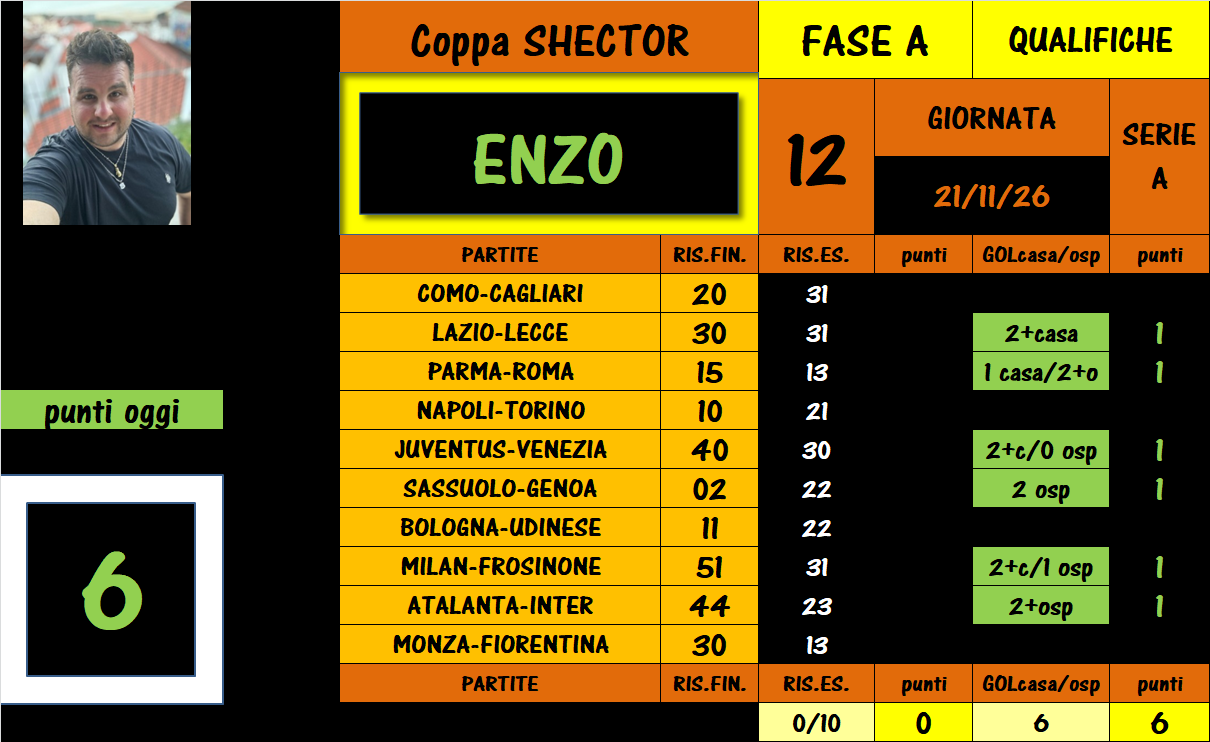 Coppa SHECTOR FASE A QUALIFICHE
ENZO
12
GIORNATA
21/11/26
SERIE
A
PARTITE RIS.FIN. RIS.ES. punti GOLcasa/osp punti
COMO-CAGLIARI 20 31
LAZIO-LECCE 30 31 2+casa 1
PARMA-ROMA 15 13 1 casa/2+o 1
NAPOLI-TORINO 10 21
JUVENTUS-VENEZIA 40 30 2+c/0 osp 1
SASSUOLO-GENOA 02 22 2 osp 1
BOLOGNA-UDINESE 11 22
MILAN-FROSINONE 51 31 2+c/1 osp 1
ATALANTA-INTER 44 23 2+osp 1
MONZA-FIORENTINA 30 13
PARTITE RIS.FIN. RIS.ES. punti GOLcasa/osp punti
0/10 0 6 6
punti oggi
6